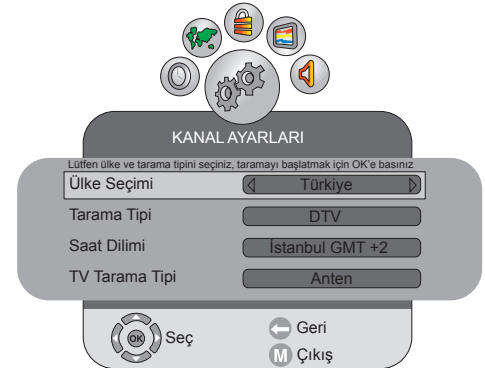 KANAL AYARLARI
Lütfen ülke ve tarama tipini seçiniz, taramayı başlatmak için OK'e basınız
Ülke Seçimi Türkiye
Tarama Tipi DTV
Saat Dilimi İstanbul GMT +2
TV Tarama Tipi Anten
OK Seç
Geri
M Çıkış